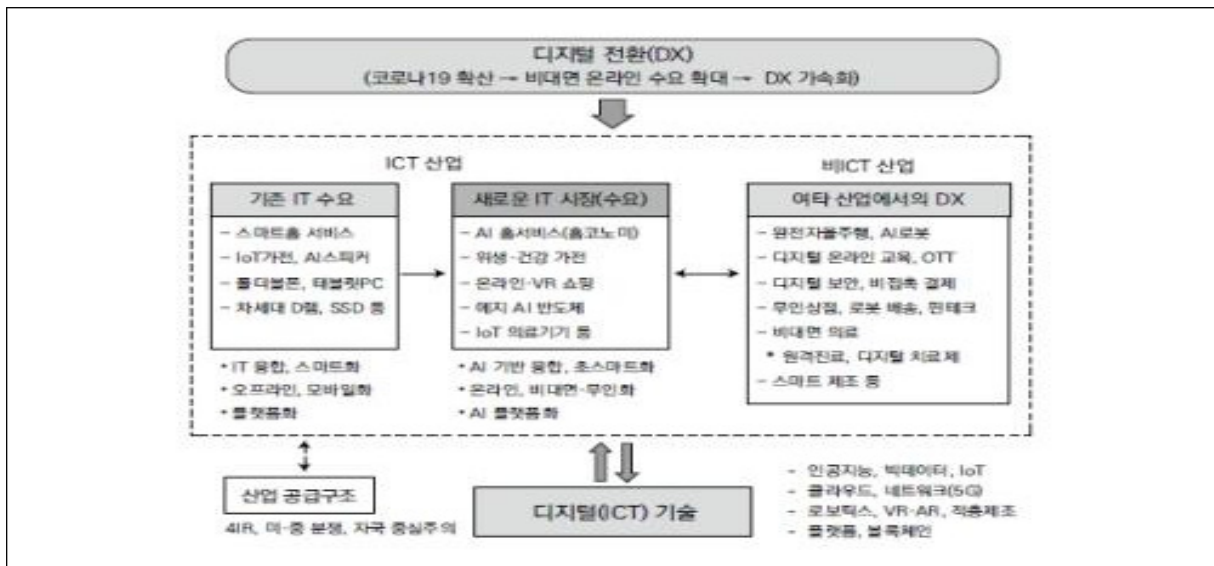 디지털 전환(DX)
(코로나19 확산 → 비대면 온라인 수요 확대 → DX 가속화)
ICT 산업
비ICT 산업
기존 IT 수요
- 스마트홈 서비스
- IoT가전, AI스피커
- 폴더블폰, 태블릿PC
- 차세대 D램, SSD 등
• IT 융합, 스마트화
• 오프라인, 모바일화
• 플랫폼화
새로운 IT 시장(수요)
- AI 홈서비스(홈코노미)
- 위생·건강 가전
- 온라인·VR 쇼핑
- 에지 AI 반도체
- IoT 의료기기 등
• AI 기반 융합, 초스마트화
• 온라인, 비대면·무인화
• AI 플랫폼화
여타 산업에서의 DX
- 완전자율주행, AI로봇
- 디지털 온라인 교육, OTT
- 디지털 보안, 비접촉 결제
- 무인상점, 로봇 배송, 핀테크
- 비대면 의료
* 원격진료, 디지털 치료제
- 스마트 제조 등
산업 공급구조
4IR, 미·중 분쟁, 자국 중심주의
디지털(ICT) 기술
- 인공지능, 빅데이터, IoT
- 클라우드, 네트워크(5G)
- 로보틱스, VR·AR, 적층제조
- 플랫폼, 블록체인